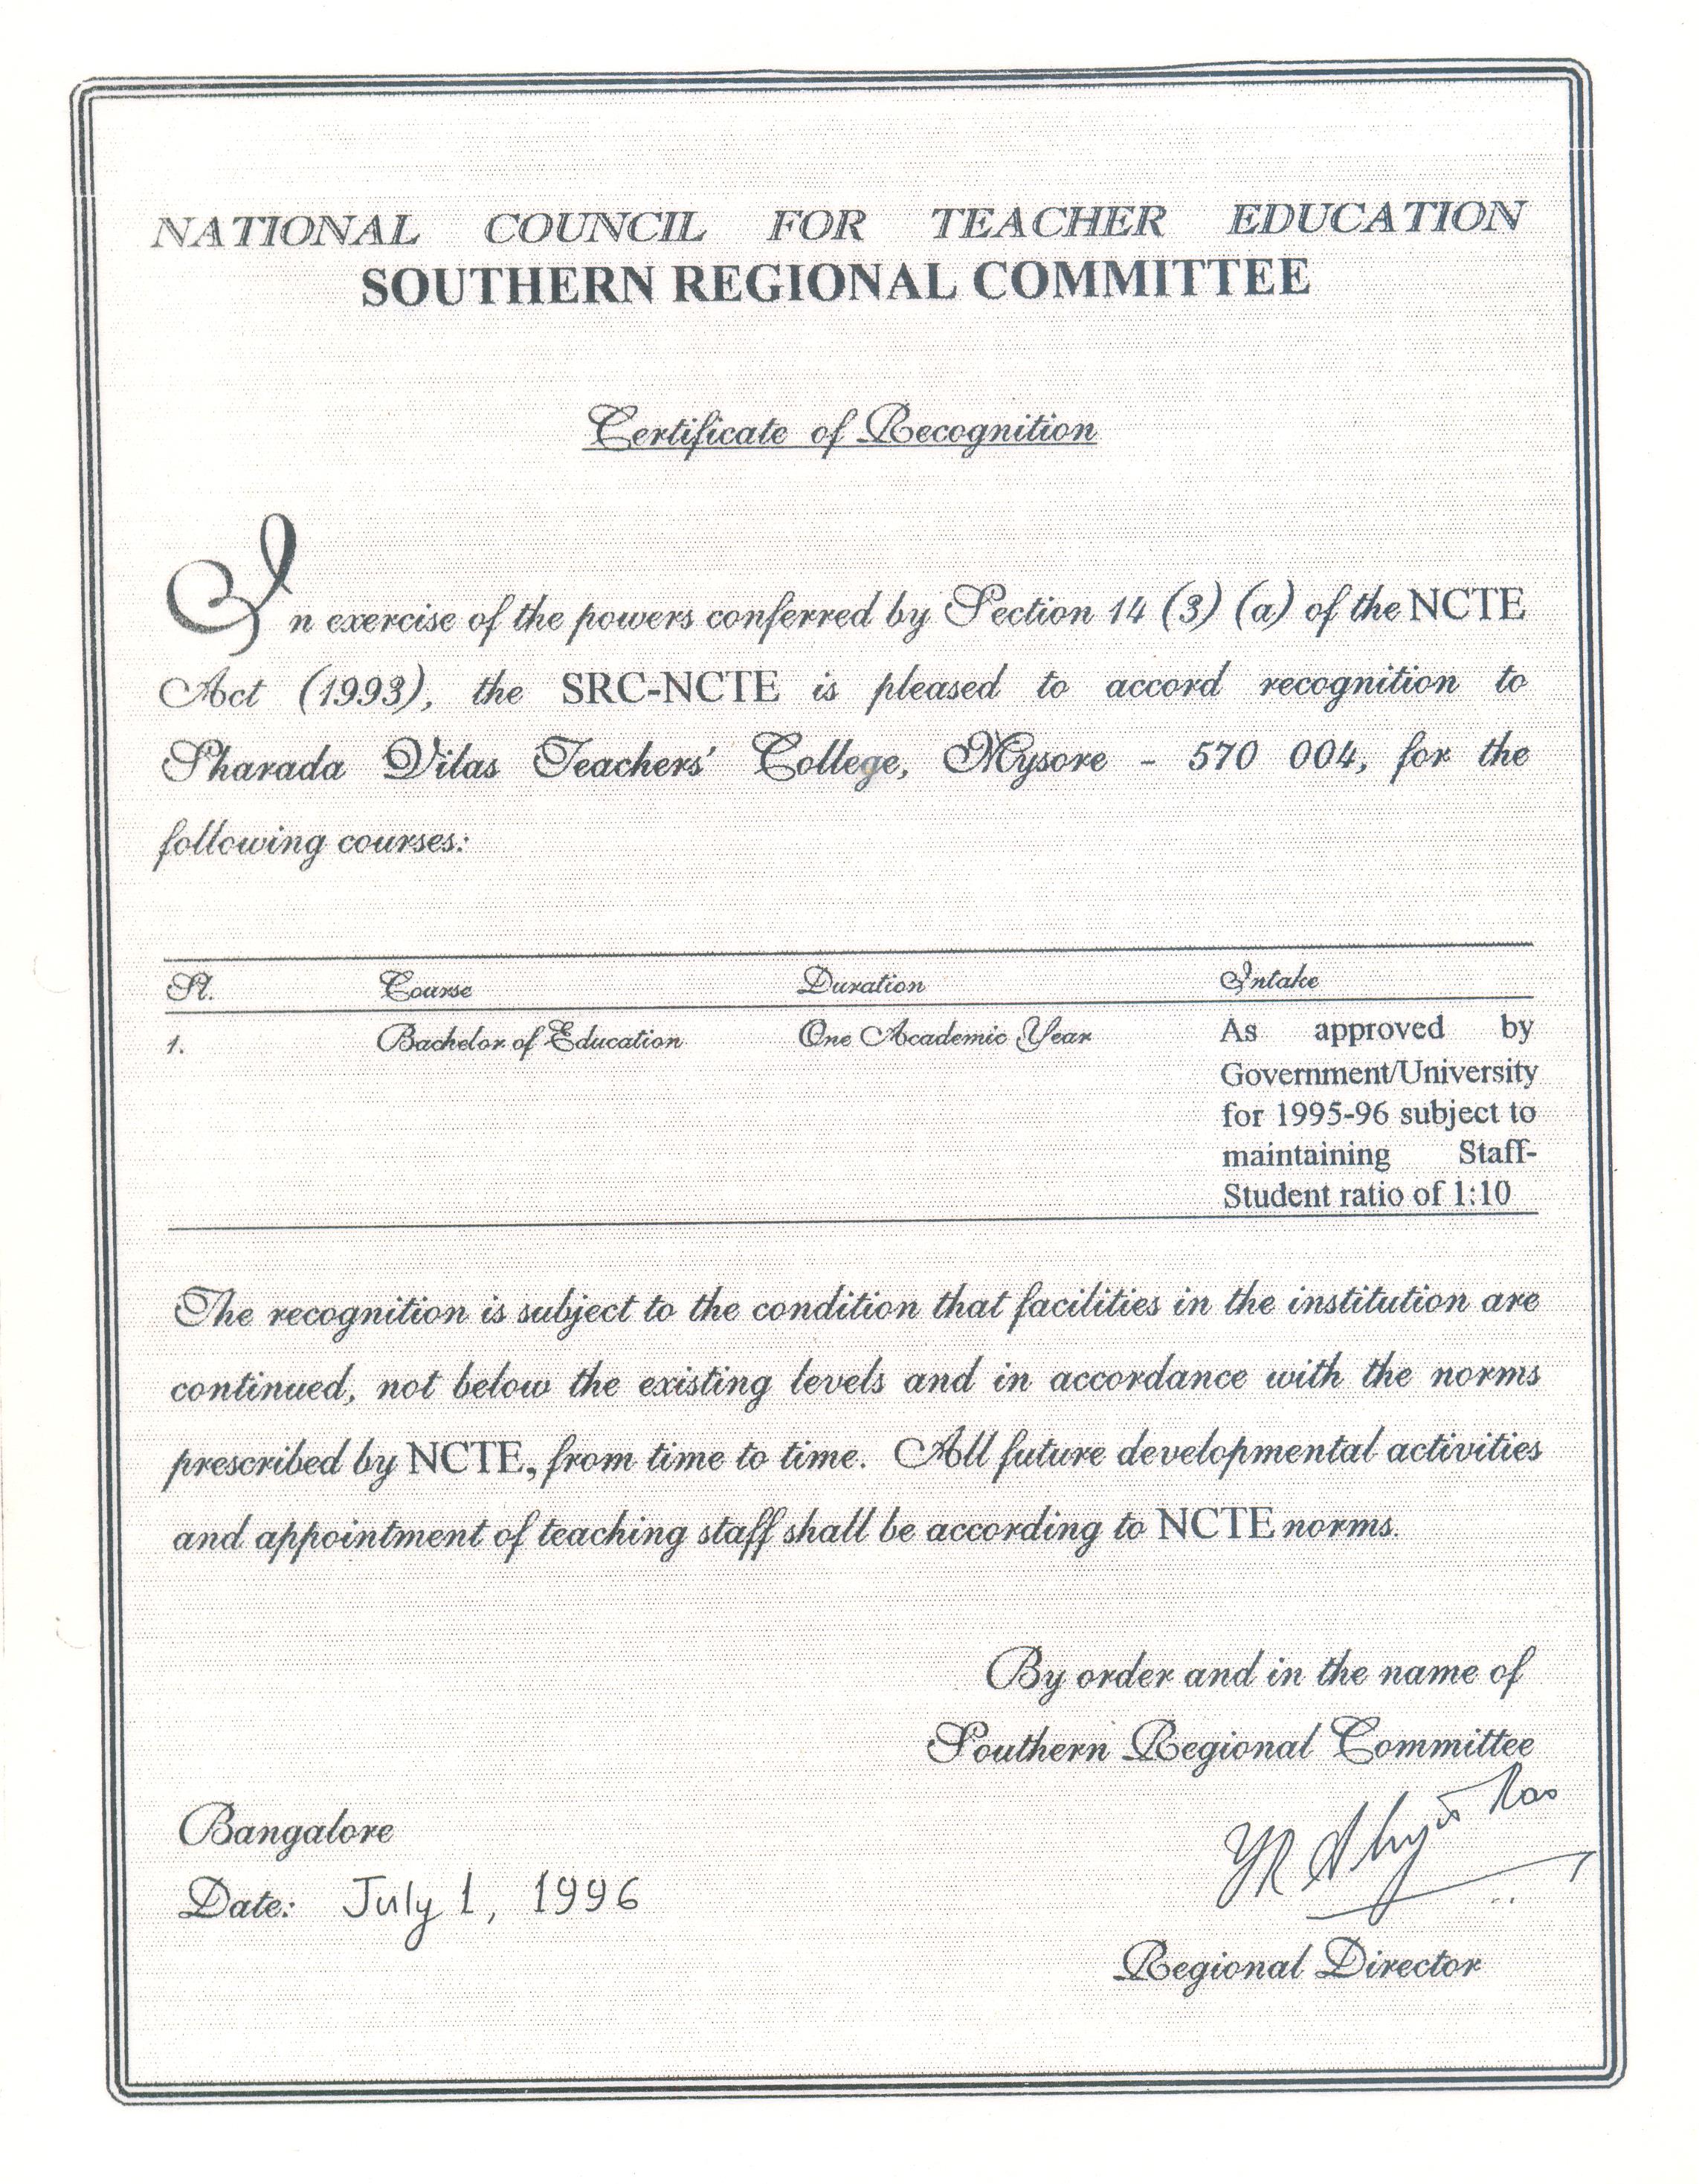 NATIONAL COUNCIL FOR TEACHER EDUCATION
SOUTHERN REGIONAL COMMITTEE
Certificate of Recognition
In exercise of the powers conferred by Section 14 (3) (a) of the NCTE
Act (1993), the SRC-NCTE is pleased to accord recognition to
Sharada Vilas Teachers' College, Mysore - 570 004, for the
following courses:
Sl. Course Duration Intake
1. Bachelor of Education One Academic Year As approved by
Government/University
for 1995-96 subject to
maintaining Staff-
Student ratio of 1:10
The recognition is subject to the condition that facilities in the institution are
continued, not below the existing levels and in accordance with the norms
prescribed by NCTE, from time to time. All future developmental activities
and appointment of teaching staff shall be according to NCTE norms.
By order and in the name of
Southern Regional Committee
Rao
Bangalore
Date: July 1, 1996
Regional Director